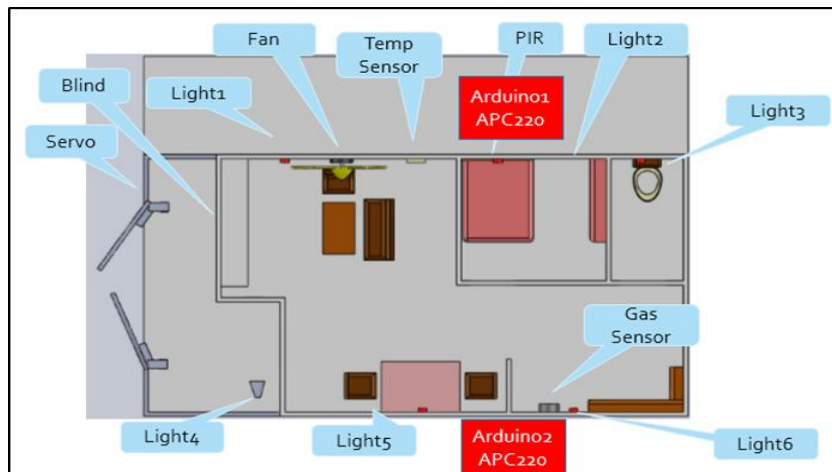 Fan
Temp
Sensor
PIR
Light2
Blind
Light1
Arduino1
APC220
Light3
Servo
Gas
Sensor
Light4
Light5
Arduino2
APC220
Light6